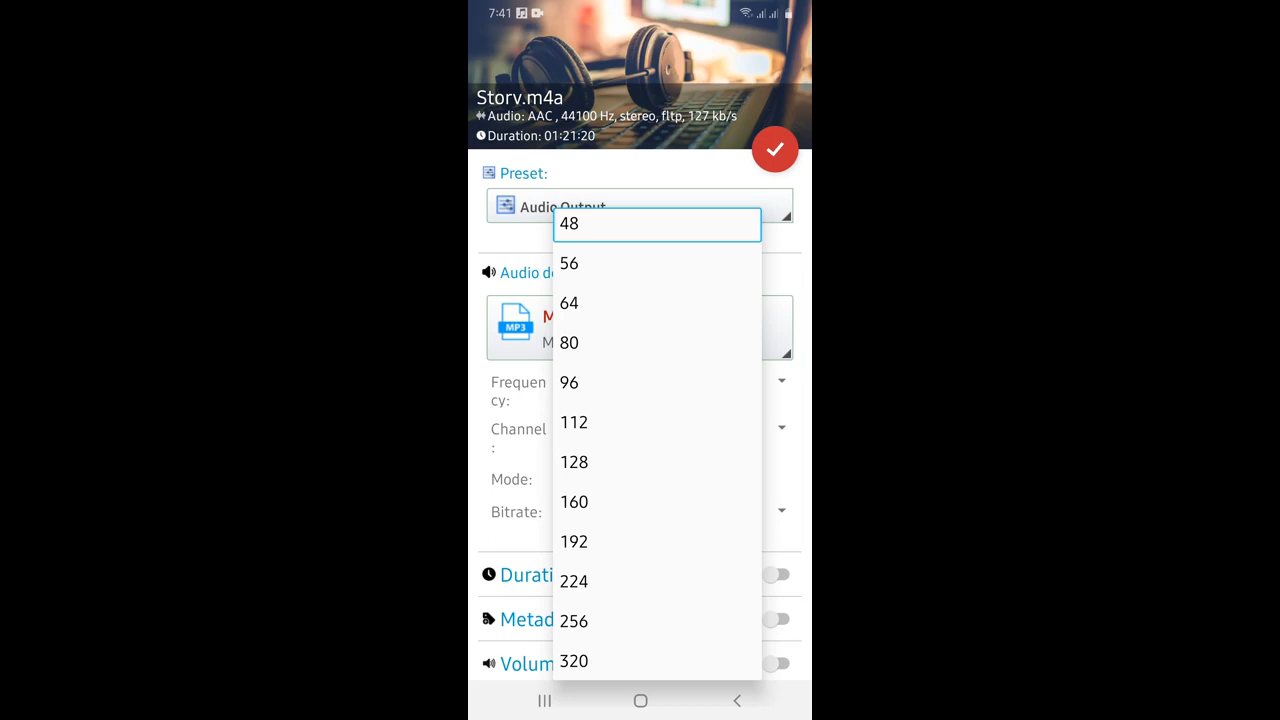 7:41
Storv.m4a
Audio: AAC , 44100 Hz, stereo, fltp, 127 kb/s
Duration: 01:21:20
Preset:
Audio Output
48
Audio de
56
64
MP3
M
80
M
96
Frequen
cy:
112
Channel
:
128
Mode:
160
Bitrate:
192
Durati
224
Metad
256
Volum
320